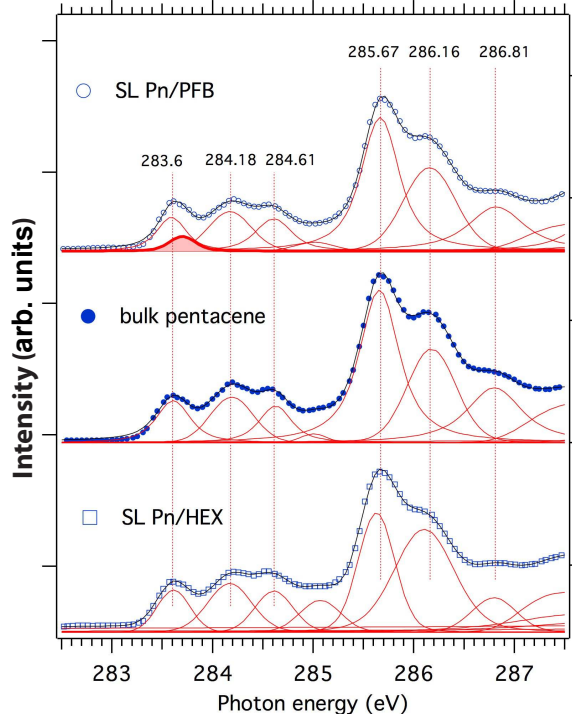 285.67 286.16 286.81
SL Pn/PFB
283.6 284.18 284.61
bulk pentacene
SL Pn/HEX
Intensity (arb. units)
283 284 285 286 287
Photon energy (eV)